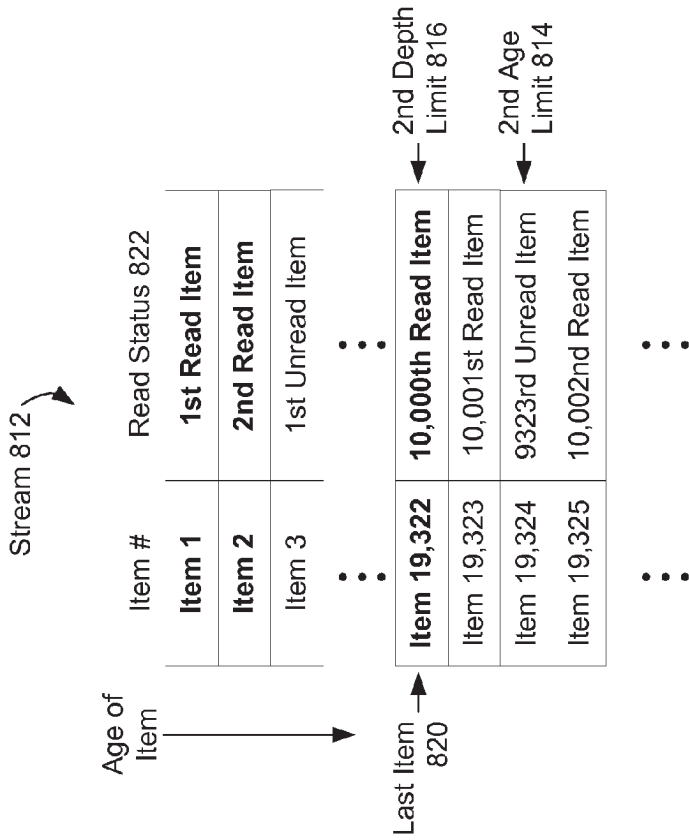 Stream 812
Age of
Item
Item #
Read Status 822
Item 1
1st Read Item
Item 2
2nd Read Item
Item 3
1st Unread Item
Last Item
820
Item 19,322
10,000th Read Item
2nd Depth
Limit 816
Item 19,323
10,001st Read Item
Item 19,324
9323rd Unread Item
2nd Age
Limit 814
Item 19,325
10,002nd Read Item